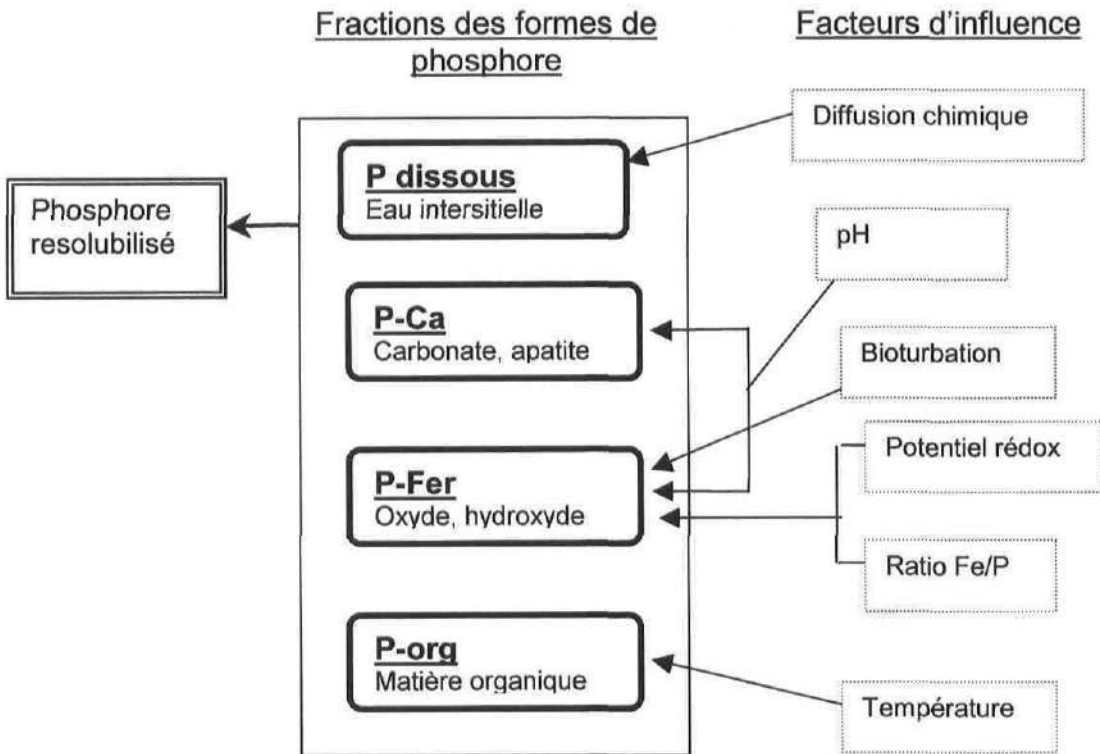 Fractions des formes de
phosphore
Facteurs d'influence
Phosphore
resolubilisé
P dissous
Eau intersitielle
P-Ca
Carbonate, apatite
P-Fer
Oxyde, hydroxyde
P-org
Matière organique
Diffusion chimique
pH
Bioturbation
Potentiel rédox
Ratio Fe/P
Température